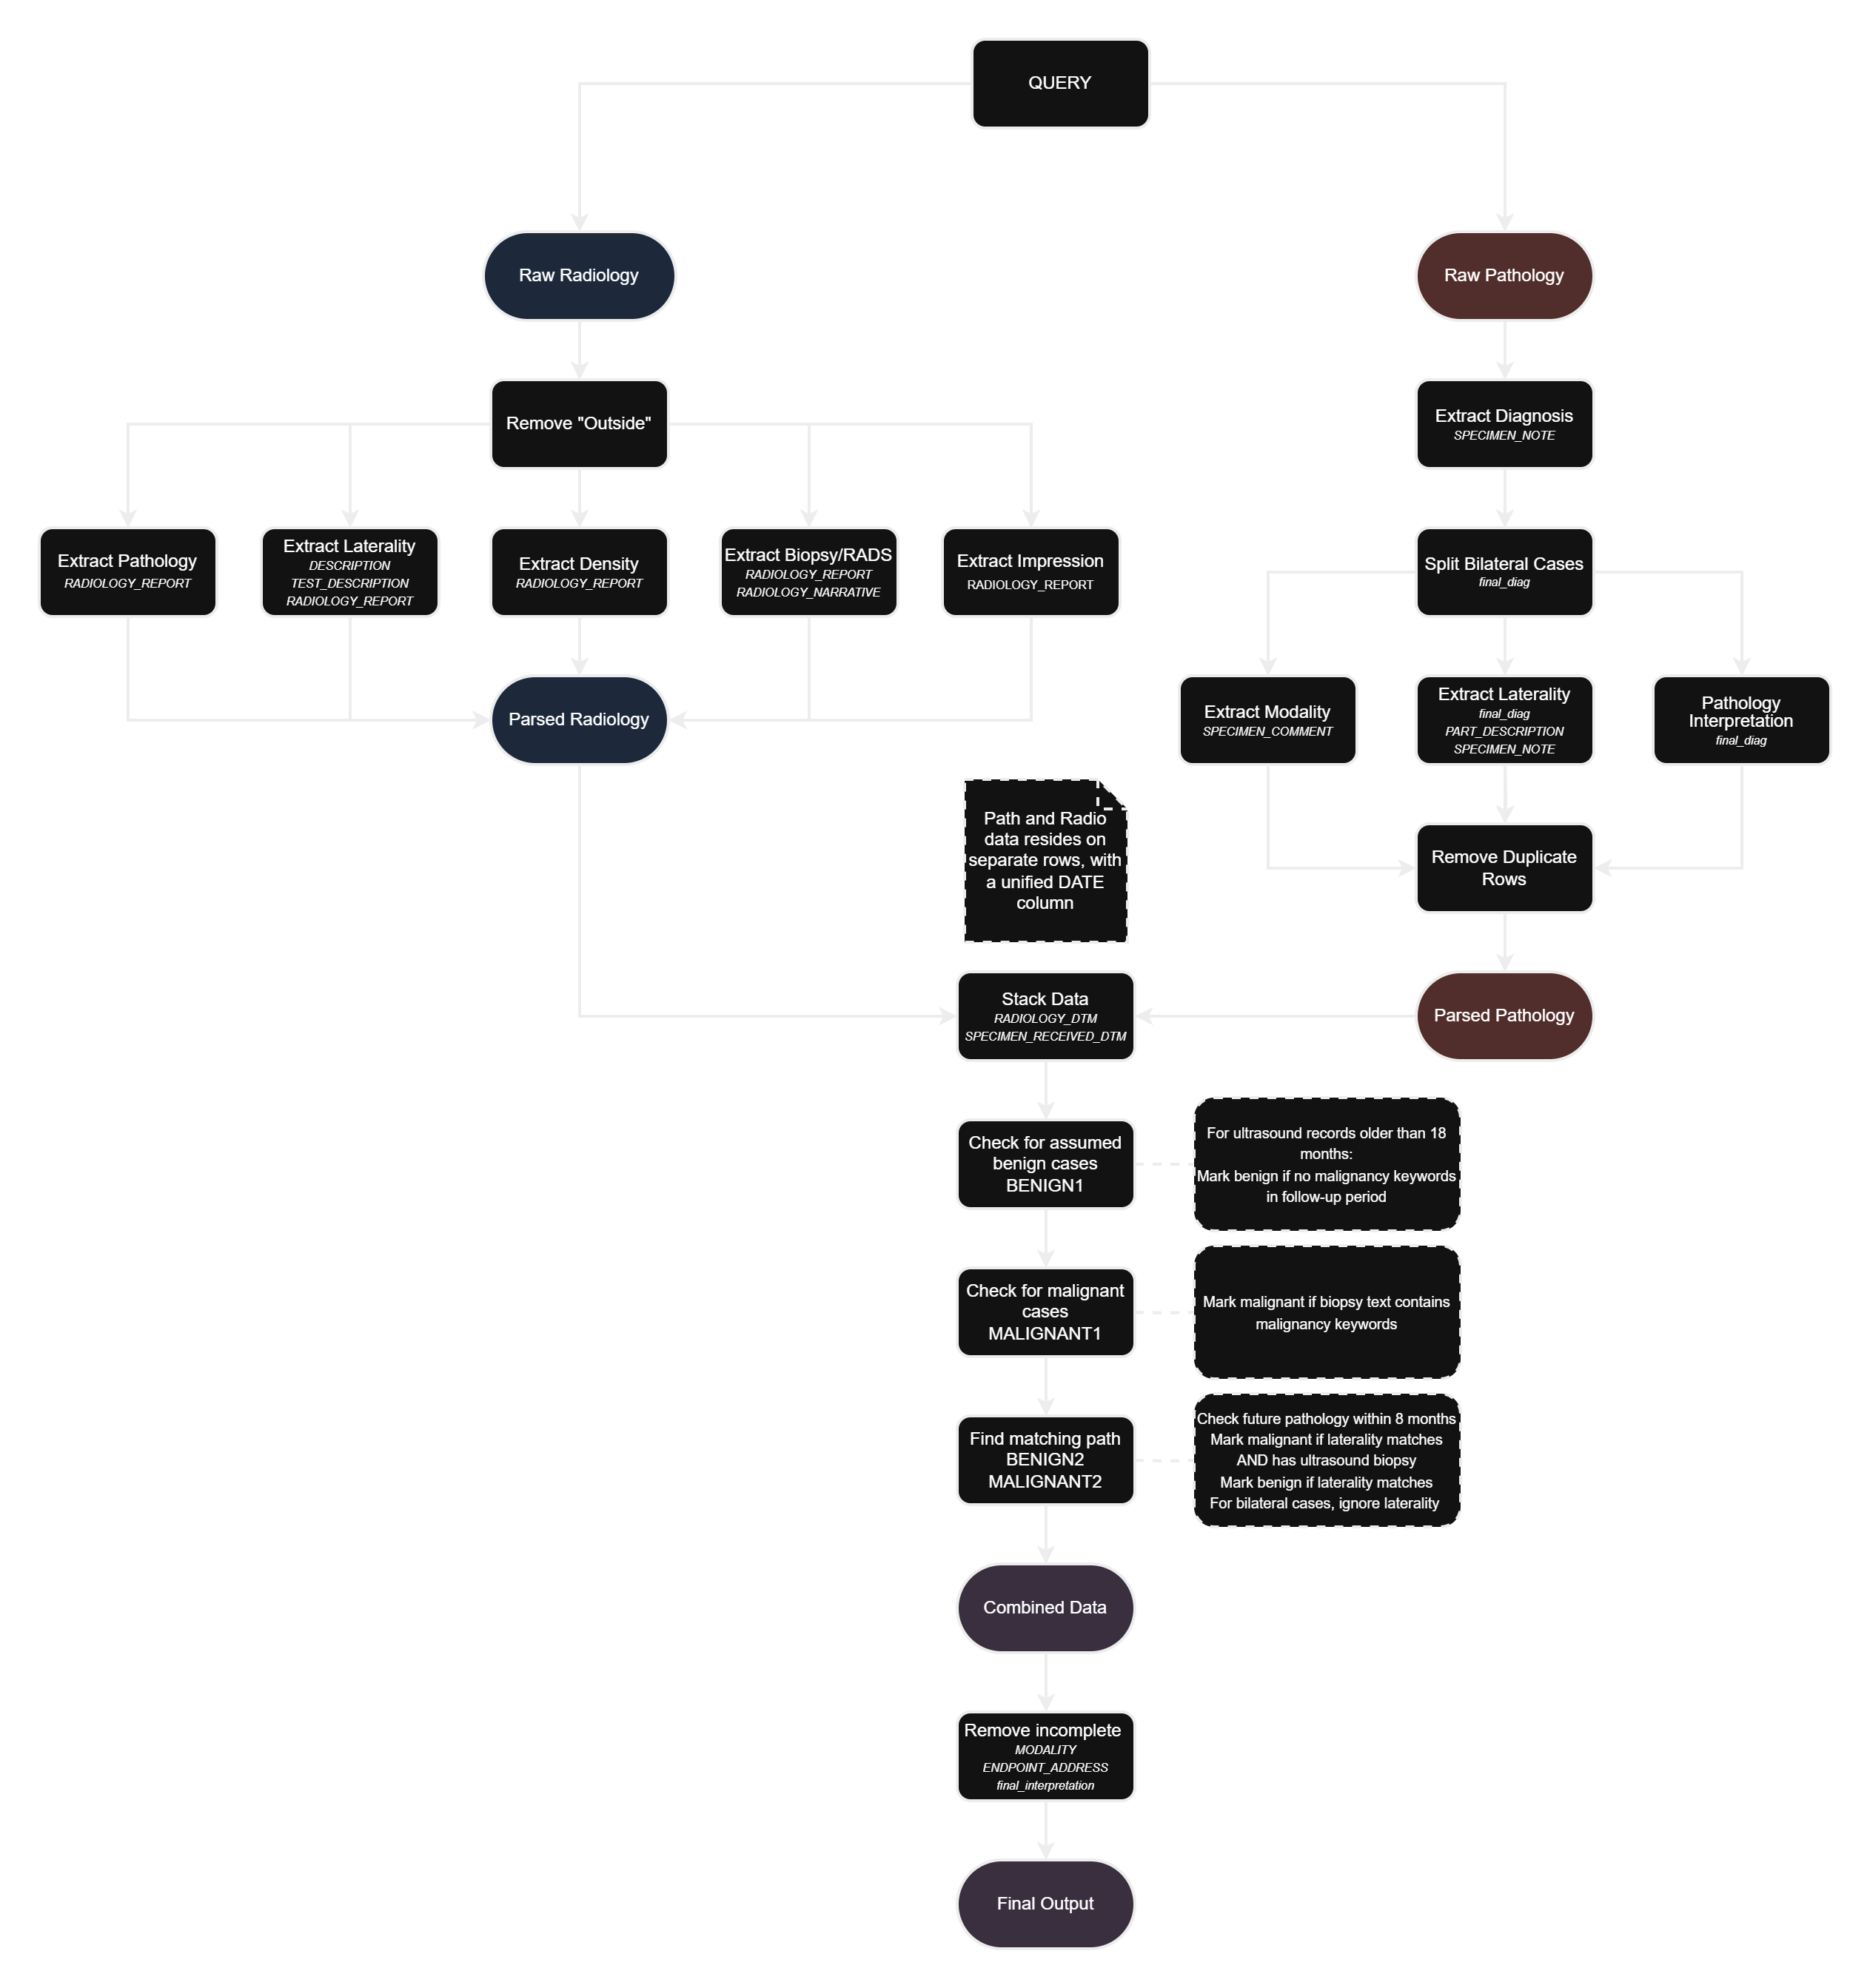 QUERY
Raw Radiology
Raw Pathology
Remove "Outside"
Extract Diagnosis
SPECIMEN_NOTE
Extract Pathology
RADIOLOGY_REPORT
Extract Laterality
DESCRIPTION
TEST_DESCRIPTION
RADIOLOGY_REPORT
Extract Density
RADIOLOGY_REPORT
Extract Biopsy/RADS
RADIOLOGY_REPORT
RADIOLOGY_NARRATIVE
Extract Impression
RADIOLOGY_REPORT
Split Bilateral Cases
final_diag
Parsed Radiology
Extract Modality
SPECIMEN_COMMENT
Extract Laterality
final_diag
PART_DESCRIPTION
SPECIMEN_NOTE
Pathology
Interpretation
final_diag
Path and Radio
data resides on
separate rows, with
a unified DATE
column
Remove Duplicate
Rows
Stack Data
RADIOLOGY_DTM
SPECIMEN_RECEIVED_DTM
Parsed Pathology
Check for assumed
benign cases
BENIGN1
For ultrasound records older than 18
months:
Mark benign if no malignancy keywords
in follow-up period
Check for malignant
cases
MALIGNANT1
Mark malignant if biopsy text contains
malignancy keywords
Find matching path
BENIGN2
MALIGNANT2
Check future pathology within 8 months
Mark malignant if laterality matches
AND has ultrasound biopsy
Mark benign if laterality matches
For bilateral cases, ignore laterality
Combined Data
Remove incomplete
MODALITY
ENDPOINT_ADDRESS
final_interpretation
Final Output